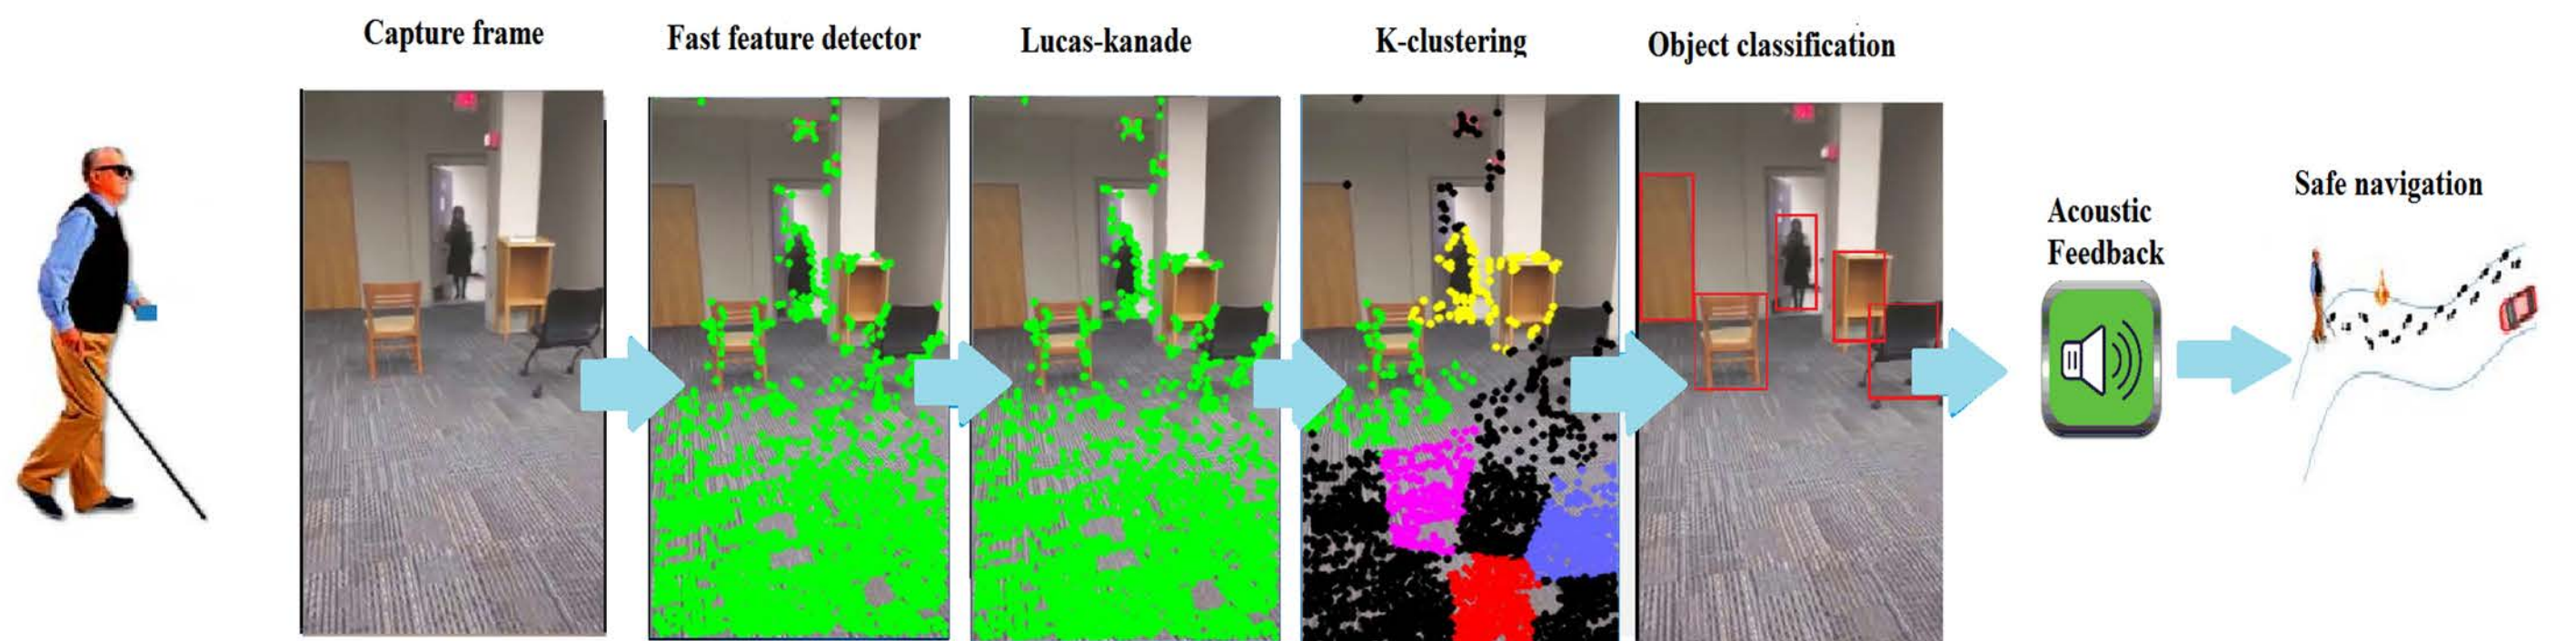 Capture frame
Fast feature detector
Lucas-kanade
K-clustering
Object classification
Acoustic
Feedback
Safe navigation